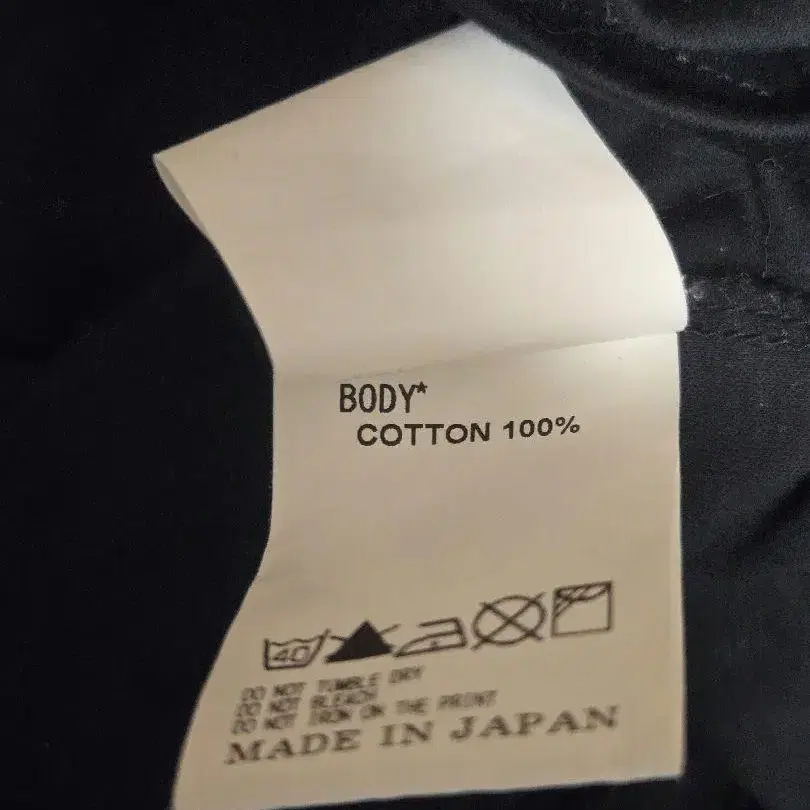 BODY*
COTTON 100%
40
DO NOT TUMBLE DRY
DO NOT BLEACH
DO NOT IRON ON THE PRINT
MADE IN JAPAN